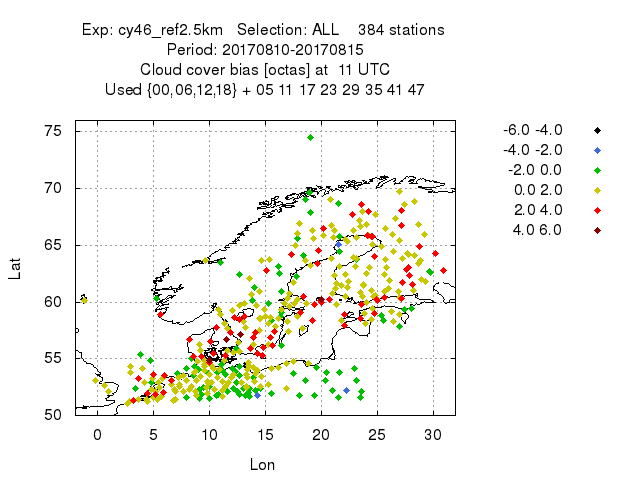 Exp: cy46_ref2.5km   Selection: ALL    384 stations
Period: 20170810-20170815
Cloud cover bias [octas] at  11 UTC
Used {00,06,12,18} + 05 11 17 23 29 35 41 47
75
70
65
60
55
50
Lat
0 5 10 15 20 25 30
Lon
-6.0 -4.0
-4.0 -2.0
-2.0 0.0
0.0 2.0
2.0 4.0
4.0 6.0